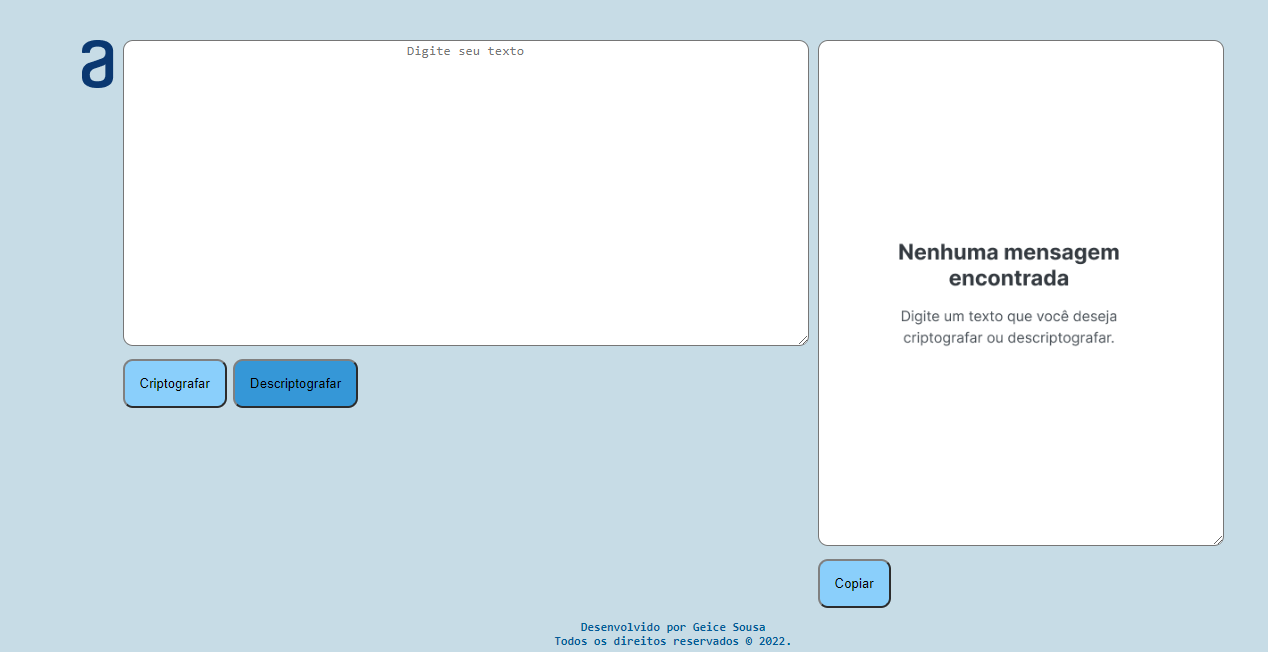 a
Digite seu texto
Nenhuma mensagem
encontrada
Digite um texto que você deseja
criptografar ou descriptografar.
Criptografar
Descriptografar
Copiar
Desenvolvido por Geice Sousa
Todos os direitos reservados © 2022.